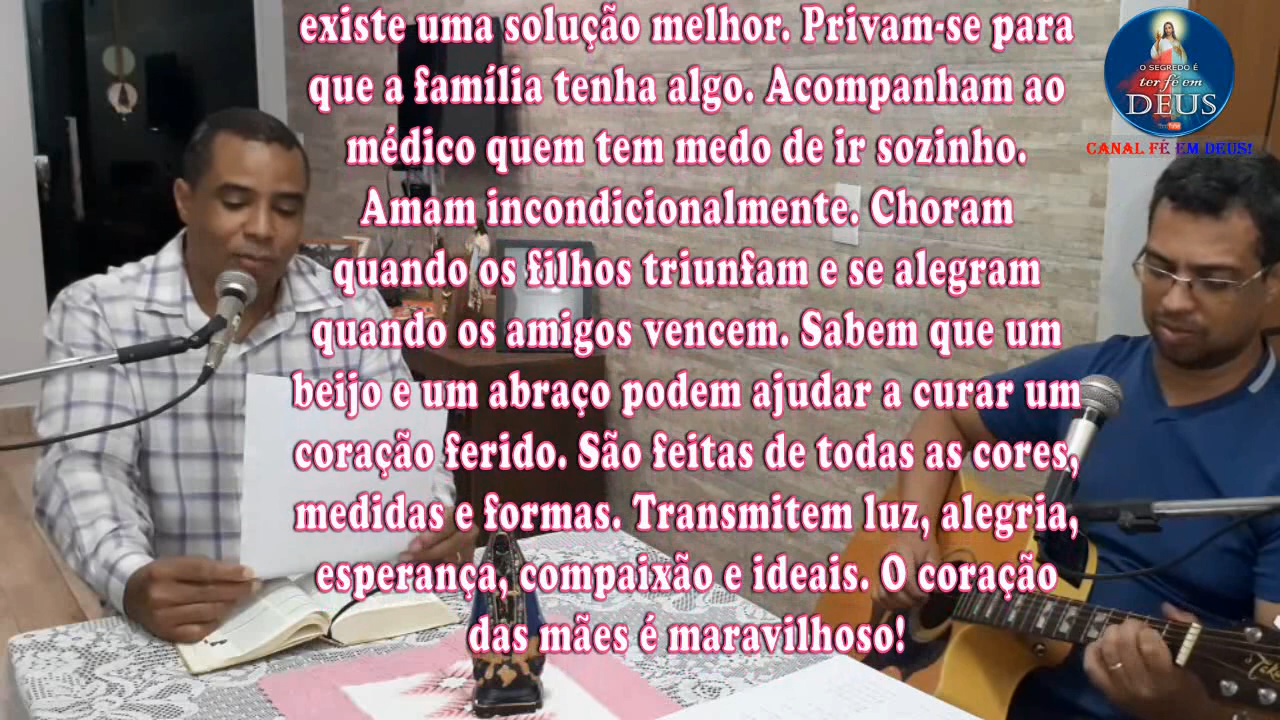 existe uma solução melhor. Privam-se para
que a família tenha algo. Acompanham ao
médico quem tem medo de ir sozinho.
Amam incondicionalmente. Choram
quando os filhos triunfam e se alegram
quando os amigos vencem. Sabem que um
beijo e um abraço podem ajudar a curar um
coração ferido. São feitas de todas as cores,
medidas e formas. Transmitem luz, alegria,
esperança, compaixão e ideais. O coração
das mães é maravilhoso!
O SEGREDO É
ter fé em
DEUS
CANAL FÉ EM DEUS!